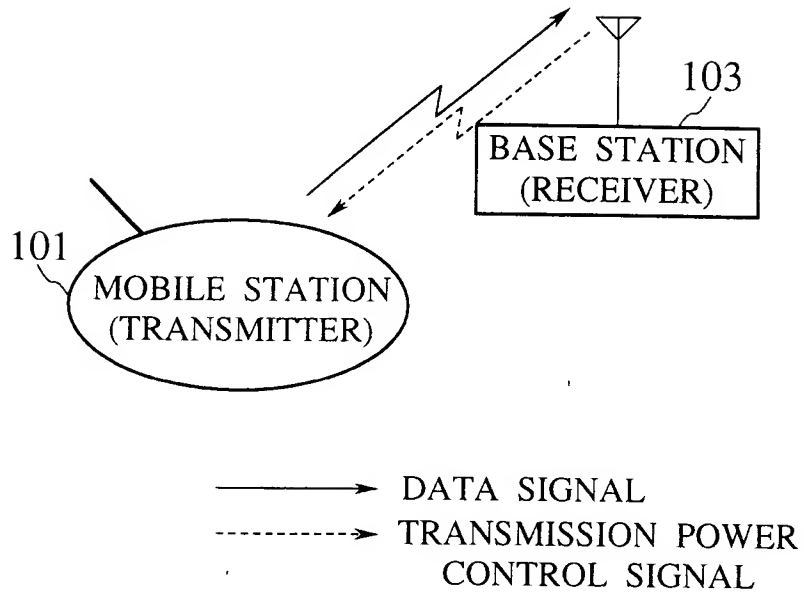 103
BASE STATION
(RECEIVER)
101
MOBILE STATION
(TRANSMITTER)
DATA SIGNAL
TRANSMISSION POWER
CONTROL SIGNAL